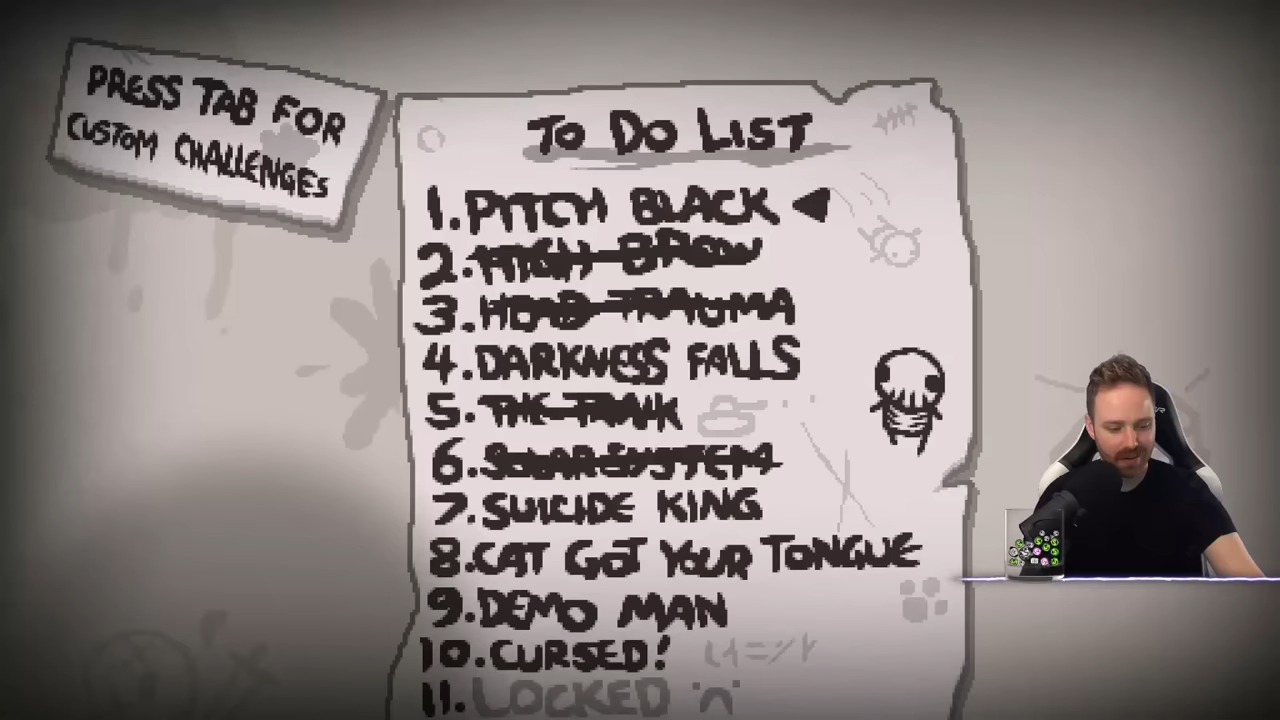 PRESS TAB FOR
CUSTOM CHALLENGES
TO DO LIST
1. PITCH BLACK
2. HIGH BROW
3. HEAD TRAUMA
4. DARKNESS FALLS
5. THE TANK
6. SOLAR SYSTEM
7. SUICIDE KING
8. CAT GOT YOUR TONGUE
9. DEMO MAN
10. CURSED!
11. LOCKED